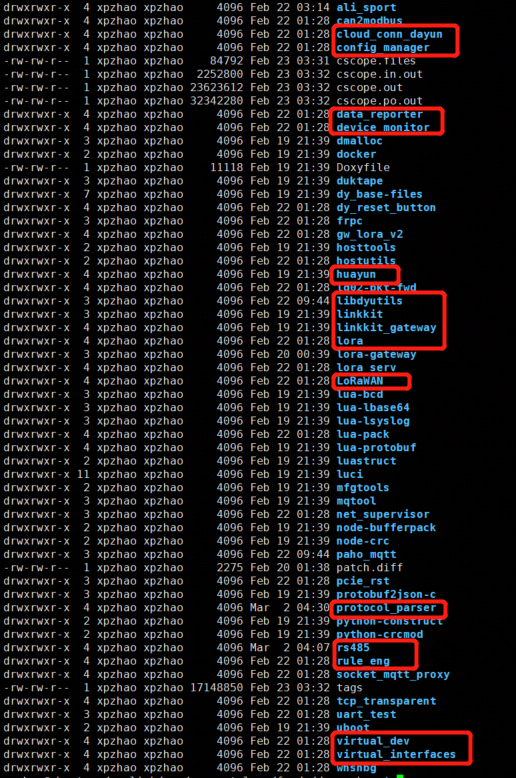 drwxrwxr-x 4 xpzhao xpzhao 4096 Feb 22 03:14 ali_sport
drwxrwxr-x 4 xpzhao xpzhao 4096 Feb 22 01:28 can2modbus
drwxrwxr-x 4 xpzhao xpzhao 4096 Feb 22 01:28 cloud_conn_dayun
drwxrwxr-x 4 xpzhao xpzhao 4096 Feb 22 01:28 config_manager
-rw-rw-r-- 1 xpzhao xpzhao 84792 Feb 23 03:31 cscope.files
-rw-rw-r-- 1 xpzhao xpzhao 2252800 Feb 23 03:32 cscope.in.out
-rw-rw-r-- 1 xpzhao xpzhao 23623612 Feb 23 03:32 cscope.out
-rw-rw-r-- 1 xpzhao xpzhao 32342280 Feb 23 03:32 cscope.po.out
drwxrwxr-x 4 xpzhao xpzhao 4096 Feb 22 01:28 data_reporter
drwxrwxr-x 4 xpzhao xpzhao 4096 Feb 22 01:28 device_monitor
drwxrwxr-x 3 xpzhao xpzhao 4096 Feb 19 21:39 dmalloc
drwxrwxr-x 2 xpzhao xpzhao 4096 Feb 19 21:39 docker
-rw-rw-r-- 1 xpzhao xpzhao 11118 Feb 19 21:39 Doxyfile
drwxrwxr-x 3 xpzhao xpzhao 4096 Feb 19 21:39 duktape
drwxrwxr-x 7 xpzhao xpzhao 4096 Feb 19 21:39 dy_base-files
drwxrwxr-x 4 xpzhao xpzhao 4096 Feb 22 01:28 dy_reset_button
drwxrwxr-x 3 xpzhao xpzhao 4096 Feb 22 01:28 frpc
drwxrwxr-x 4 xpzhao xpzhao 4096 Feb 22 01:28 gw_lora_v2
drwxrwxr-x 2 xpzhao xpzhao 4096 Feb 19 21:39 hosttools
drwxrwxr-x 2 xpzhao xpzhao 4096 Feb 22 01:28 hostutils
drwxrwxr-x 4 xpzhao xpzhao 4096 Feb 19 21:39 huayun
drwxrwxr-x 4 xpzhao xpzhao 4096 Feb 22 01:28 ld02-pkt-fwd
drwxrwxr-x 3 xpzhao xpzhao 4096 Feb 22 09:44 libdyutils
drwxrwxr-x 3 xpzhao xpzhao 4096 Feb 19 21:39 linkkit
drwxrwxr-x 4 xpzhao xpzhao 4096 Feb 19 21:39 linkkit_gateway
drwxrwxr-x 4 xpzhao xpzhao 4096 Feb 22 01:28 lora
drwxrwxr-x 3 xpzhao xpzhao 4096 Feb 20 00:39 lora-gateway
drwxrwxr-x 4 xpzhao xpzhao 4096 Feb 22 01:28 lora_serv
drwxrwxr-x 4 xpzhao xpzhao 4096 Feb 22 01:28 LoRaWAN
drwxrwxr-x 3 xpzhao xpzhao 4096 Feb 19 21:39 lua-bcd
drwxrwxr-x 3 xpzhao xpzhao 4096 Feb 19 21:39 lua-lbase64
drwxrwxr-x 3 xpzhao xpzhao 4096 Feb 19 21:39 lua-lsyslog
drwxrwxr-x 4 xpzhao xpzhao 4096 Feb 22 01:28 lua-pack
drwxrwxr-x 4 xpzhao xpzhao 4096 Feb 19 21:39 lua-protobuf
drwxrwxr-x 2 xpzhao xpzhao 4096 Feb 19 21:39 luastruct
drwxrwxr-x 11 xpzhao xpzhao 4096 Feb 19 21:39 luci
drwxrwxr-x 2 xpzhao xpzhao 4096 Feb 19 21:39 mfgtools
drwxrwxr-x 3 xpzhao xpzhao 4096 Feb 19 21:39 mqtool
drwxrwxr-x 3 xpzhao xpzhao 4096 Feb 22 01:28 net_supervisor
drwxrwxr-x 2 xpzhao xpzhao 4096 Feb 19 21:39 node-bufferpack
drwxrwxr-x 2 xpzhao xpzhao 4096 Feb 19 21:39 node-crc
drwxrwxr-x 3 xpzhao xpzhao 4096 Feb 22 09:44 paho_mqtt
-rw-rw-r-- 1 xpzhao xpzhao 2275 Feb 20 01:38 patch.diff
drwxrwxr-x 3 xpzhao xpzhao 4096 Feb 22 01:28 pcie_rst
drwxrwxr-x 3 xpzhao xpzhao 4096 Feb 19 21:39 protobuf2json-c
drwxrwxr-x 4 xpzhao xpzhao 4096 Mar 2 04:30 protocol_parser
drwxrwxr-x 2 xpzhao xpzhao 4096 Feb 19 21:39 python-construct
drwxrwxr-x 2 xpzhao xpzhao 4096 Feb 19 21:39 python-crcmod
drwxrwxr-x 4 xpzhao xpzhao 4096 Mar 2 04:07 rs485
drwxrwxr-x 4 xpzhao xpzhao 4096 Feb 22 01:28 rule_eng
drwxrwxr-x 4 xpzhao xpzhao 4096 Feb 22 01:28 socket_mqtt_proxy
-rw-rw-r-- 1 xpzhao xpzhao 17148850 Feb 23 03:32 tags
drwxrwxr-x 4 xpzhao xpzhao 4096 Feb 22 01:28 tcp_transparent
drwxrwxr-x 4 xpzhao xpzhao 4096 Feb 22 01:28 uart_test
drwxrwxr-x 2 xpzhao xpzhao 4096 Feb 19 21:39 uboot
drwxrwxr-x 4 xpzhao xpzhao 4096 Feb 22 01:28 virtual_dev
drwxrwxr-x 4 xpzhao xpzhao 4096 Feb 22 01:28 virtual_interfaces
drwxrwxr-x 4 xpzhao xpzhao 4096 Feb 22 01:28 whsnbg